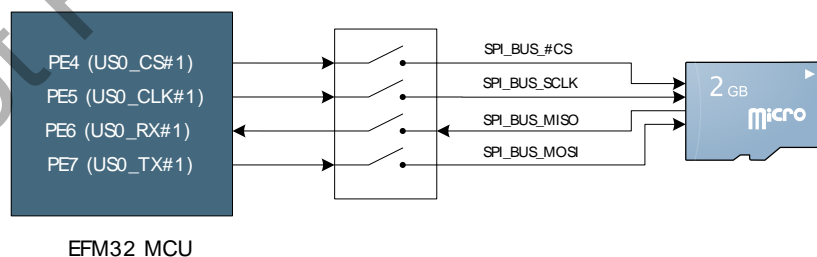 PE4 (US0_CS#1)
PE5 (US0_CLK#1)
PE6 (US0_RX#1)
PE7 (US0_TX#1)
SPI_BUS_#CS
SPI_BUS_SCLK
SPI_BUS_MISO
SPI_BUS_MOSI
2 GB
micro
EFM32 MCU